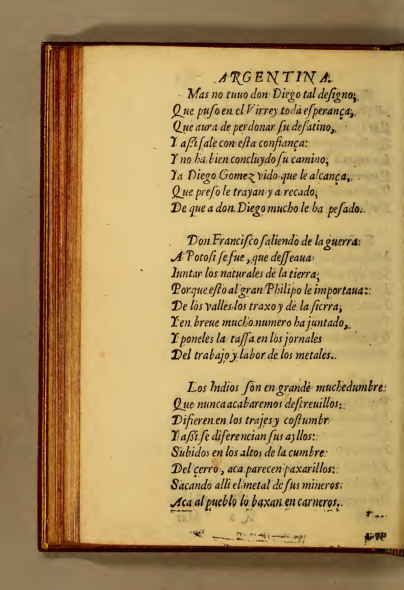 ARGENTINA.
Mas no tuuo don Diego tal deſigno,
Que puſo en el Virrey toda eſperança,
Que aura de perdonar ſu deſatino,
Y aſsi ſale con eſta confiança:
Y no ha bien concluydo ſu camino,
Ya Diego Gomez vido que le alcança,
Que preſo le trayan y a recado,
De que a don Diego mucho le ha peſado.
Don Franciſco ſaliendo de la guerra:
A Potoſi ſe fue, que deſſeaua
Iuntar los naturales de la tierra,
Porque eſto al gran Philipo le importaua:
De los valles los traxo y de la ſierra,
Y en breue mucho numero ha juntado,
Y poneles la taſſa en los jornales
Del trabajo y labor de los metales.
Los Indios ſon en grande muchedumbre:
Que nunca acabaremos deſcreuillos:
Difieren en los trajes y coſtumbr
Y aſsi ſe diferencian ſus ayllos:
Subidos en los altos de la cumbre
Del çerro, aca parecen paxarillos:
Sacando alli el metal de ſus mineros:
Aca al pueblo lo baxan en carneros.